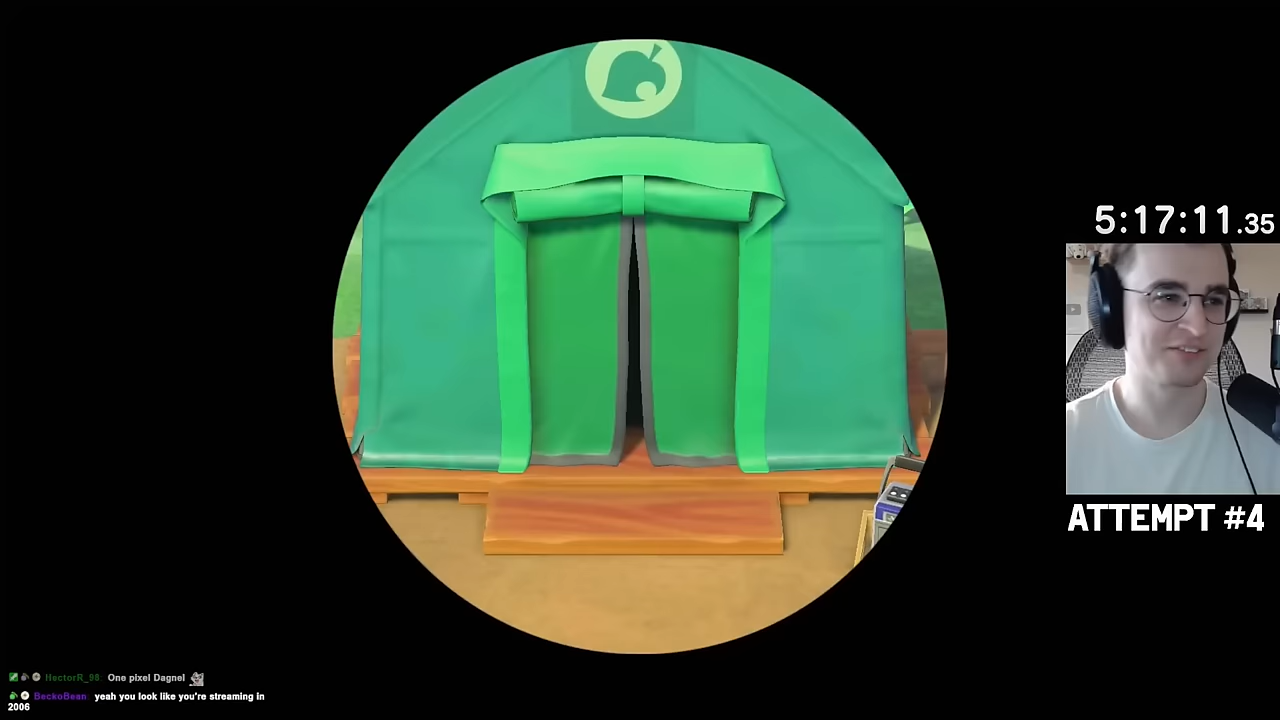 5:17:11.35
ATTEMPT #4
HectorR_98: One pixel Dagnel
BeckoBean: yeah you look like you're streaming in
2006